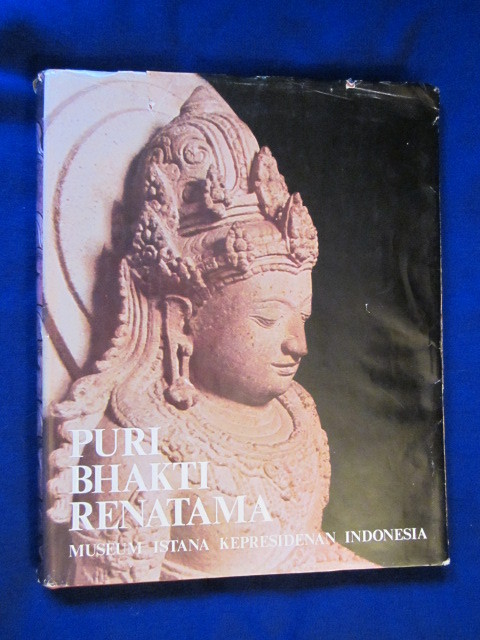 PURI
BHAKTI
RENATAMA
MUSEUM ISTANA KEPRESIDENAN INDONESIA